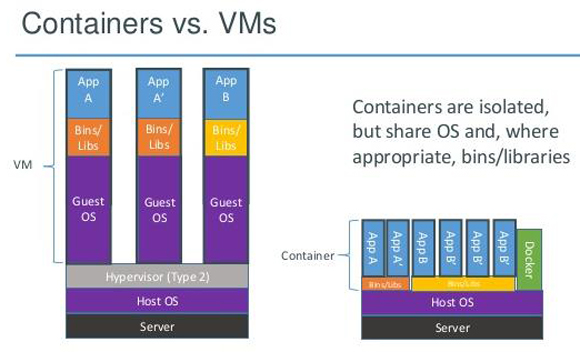 Containers vs. VMs
App
A
App
A’
App
B
Bins/
Libs
Bins/
Libs
Bins/
Libs
VM
Guest
OS
Guest
OS
Guest
OS
Hypervisor (Type 2)
Host OS
Server
Containers are isolated,
but share OS and, where
appropriate, bins/libraries
Container
App A
App A’
App B
App B’
App B’
App B’
Docker
Bins/Libs
Bins/Libs
Host OS
Server